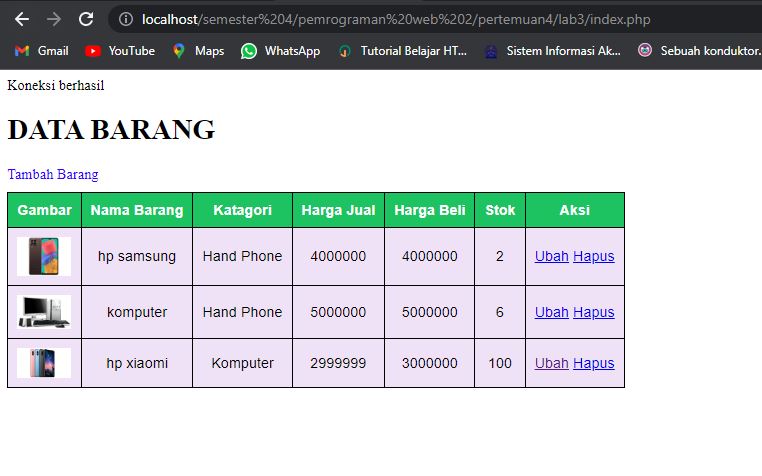 localhost/semester%204/pemrograman%20web%202/pertemuan4/lab3/index.php
Gmail YouTube Maps WhatsApp Tutorial Belajar HT... Sistem Informasi Ak... Sebuah konduktor.
Koneksi berhasil
DATA BARANG
Tambah Barang
Gambar Nama Barang Katagori Harga Jual Harga Beli Stok Aksi
hp samsung Hand Phone 4000000 4000000 2 Ubah Hapus
komputer Hand Phone 5000000 5000000 6 Ubah Hapus
hp xiaomi Komputer 2999999 3000000 100 Ubah Hapus